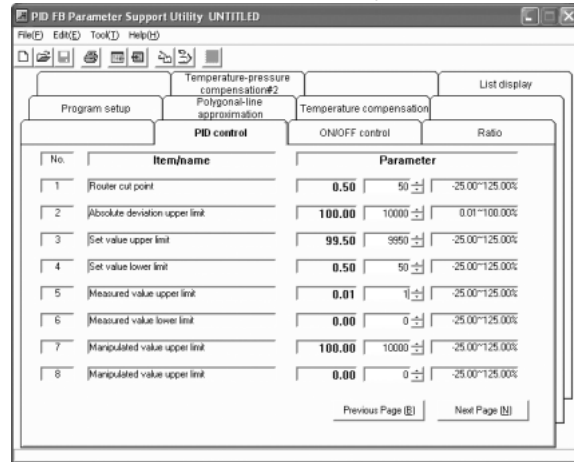 PID FB Parameter Support Utility UNTITLED
File(F) Edit(E) Tool(T) Help(H)
Temperature-pressure
compensation#2
List display
Program setup
Polygonal-line
approximation
Temperature compensation
PID control
ON/OFF control
Ratio
No. Item/name Parameter
1 Router cut point 0.50 50 -25.00~125.00%
2 Absolute deviation upper limit 100.00 10000 0.01~100.00%
3 Set value upper limit 99.50 9950 -25.00~125.00%
4 Set value lower limit 0.50 50 -25.00~125.00%
5 Measured value upper limit 0.01 1 -25.00~125.00%
6 Measured value lower limit 0.00 0 -25.00~125.00%
7 Manipulated value upper limit 100.00 10000 -25.00~125.00%
8 Manipulated value upper limit 0.00 0 -25.00~125.00%
Previous Page (B) Next Page (N)